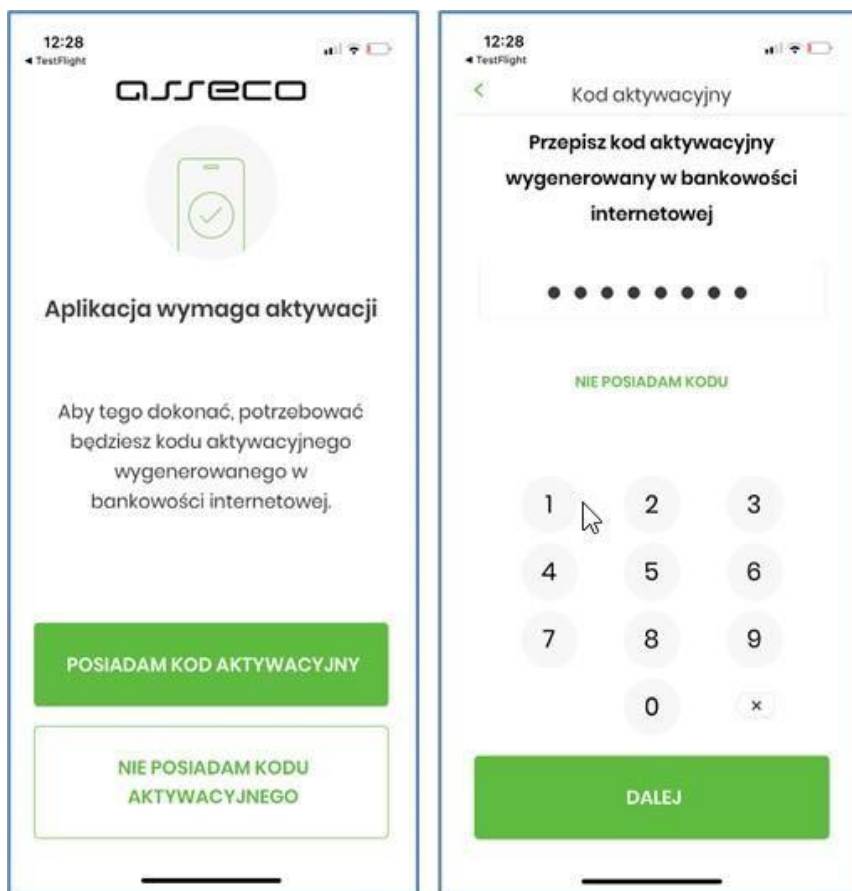 12:28
◄ TestFlight
asseco
Aplikacja wymaga aktywacji
Aby tego dokonać, potrzebować
będziesz kodu aktywacyjnego
wygenerowanego w
bankowości internetowej.
POSIADAM KOD AKTYWACYJNY
NIE POSIADAM KODU
AKTYWACYJNEGO
12:28
◄ TestFlight
Kod aktywacyjny
Przepisz kod aktywacyjny
wygenerowany w bankowości
internetowej
NIE POSIADAM KODU
1 2 3
4 5 6
7 8 9
0
DALEJ